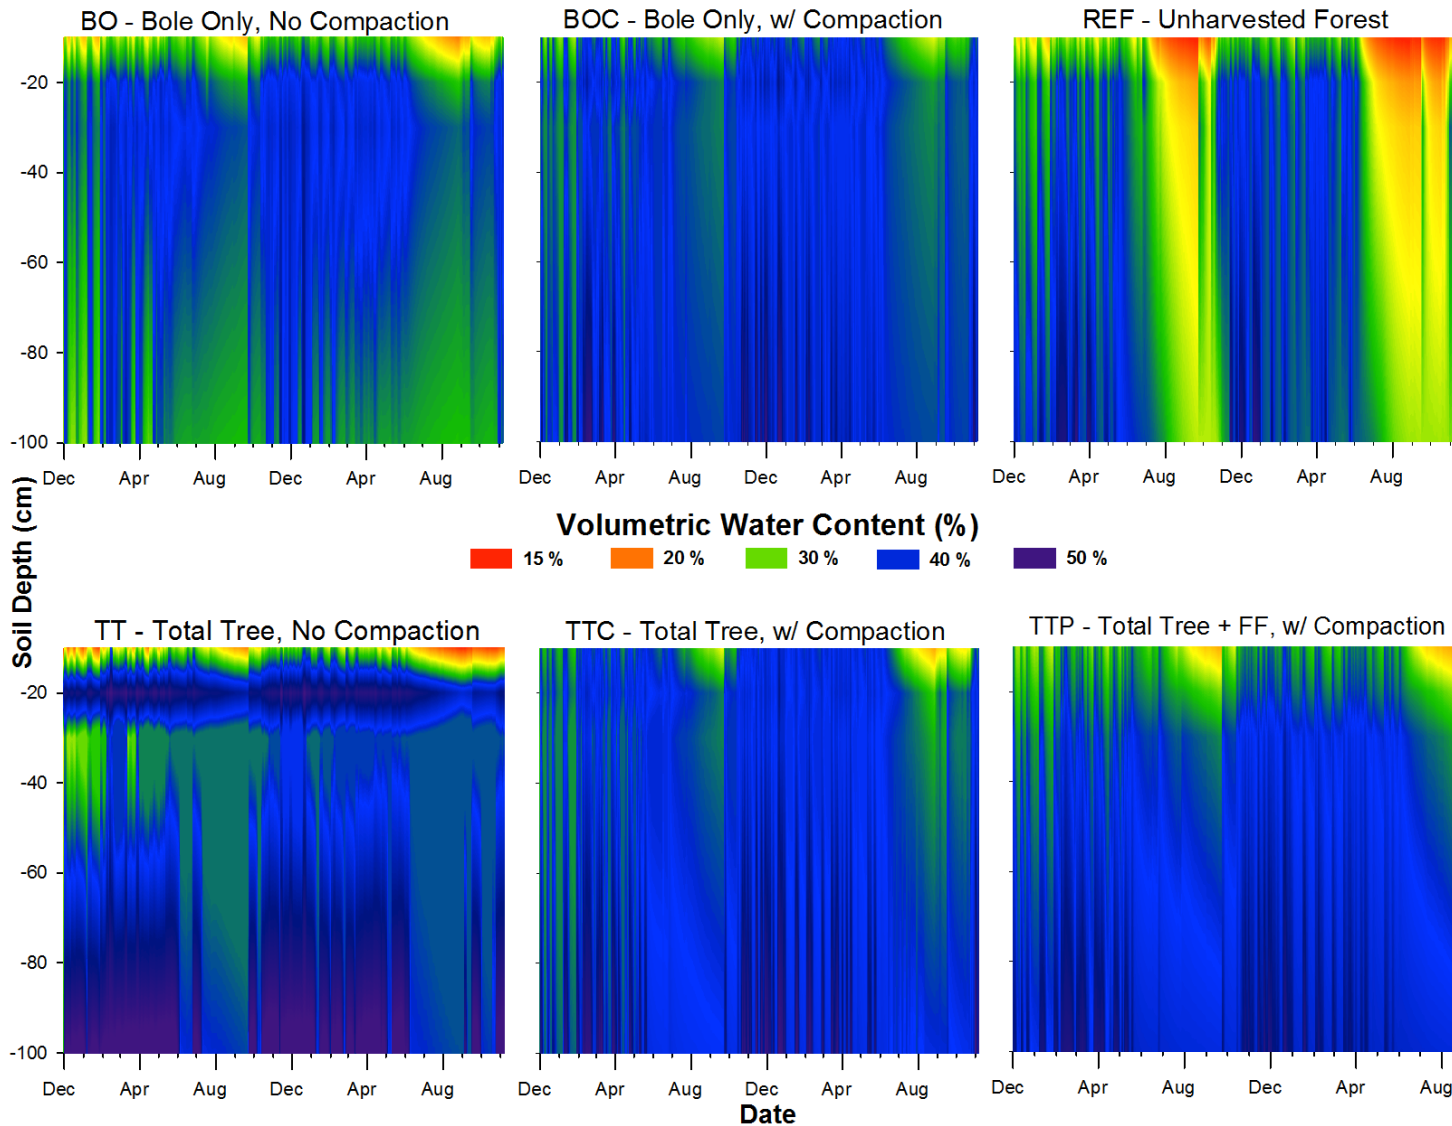 BO - Bole Only, No Compaction
BOC - Bole Only, w/ Compaction
REF - Unharvested Forest
-20
-40
-60
-80
-100
Dec Apr Aug Dec Apr Aug
Dec Apr Aug Dec Apr Aug
Dec Apr Aug Dec Apr Aug
Soil Depth (cm)
Volumetric Water Content (%)
15 % 20 % 30 % 40 % 50 %
TT - Total Tree, No Compaction
TTC - Total Tree, w/ Compaction
TTP - Total Tree + FF, w/ Compaction
-20
-40
-60
-80
-100
Dec Apr Aug Dec Apr Aug
Dec Apr Aug Dec Apr Aug
Dec Apr Aug Dec Apr Aug
Date